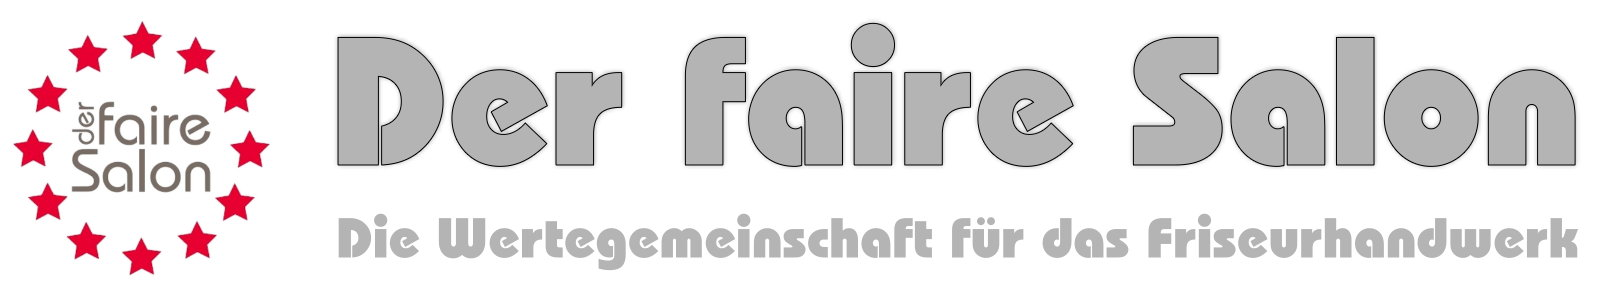 der
faire
Salon
Der faire Salon
Die Wertegemeinschaft für das Friseurhandwerk